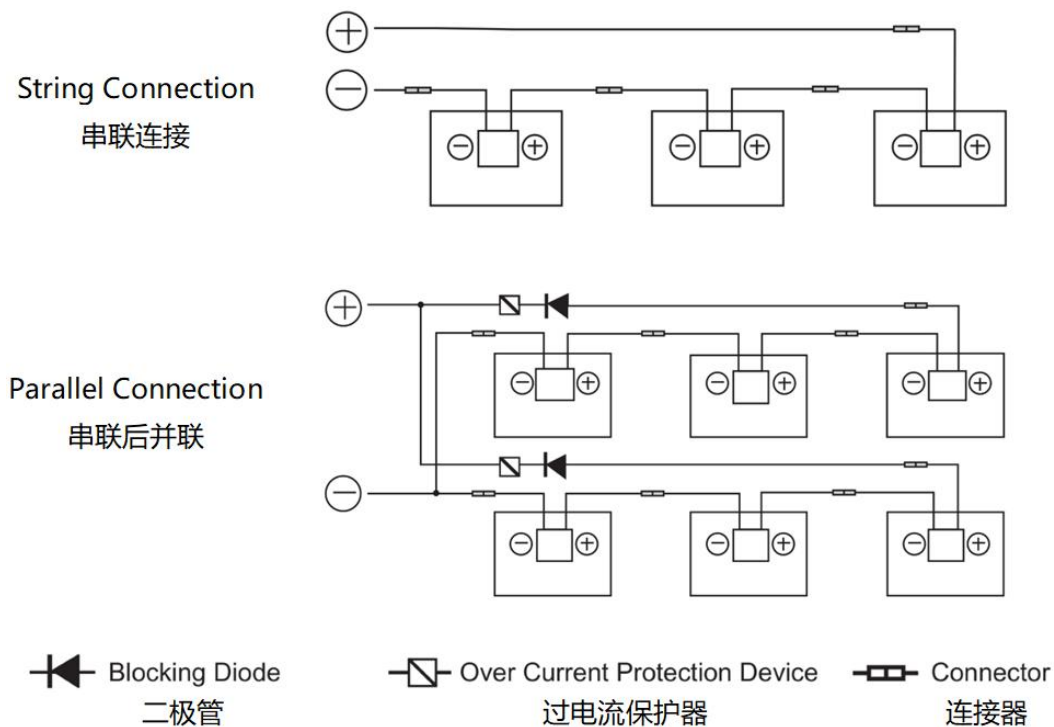 String Connection
串联连接
Parallel Connection
串联后并联
Blocking Diode
二极管
Over Current Protection Device
过电流保护器
Connector
连接器